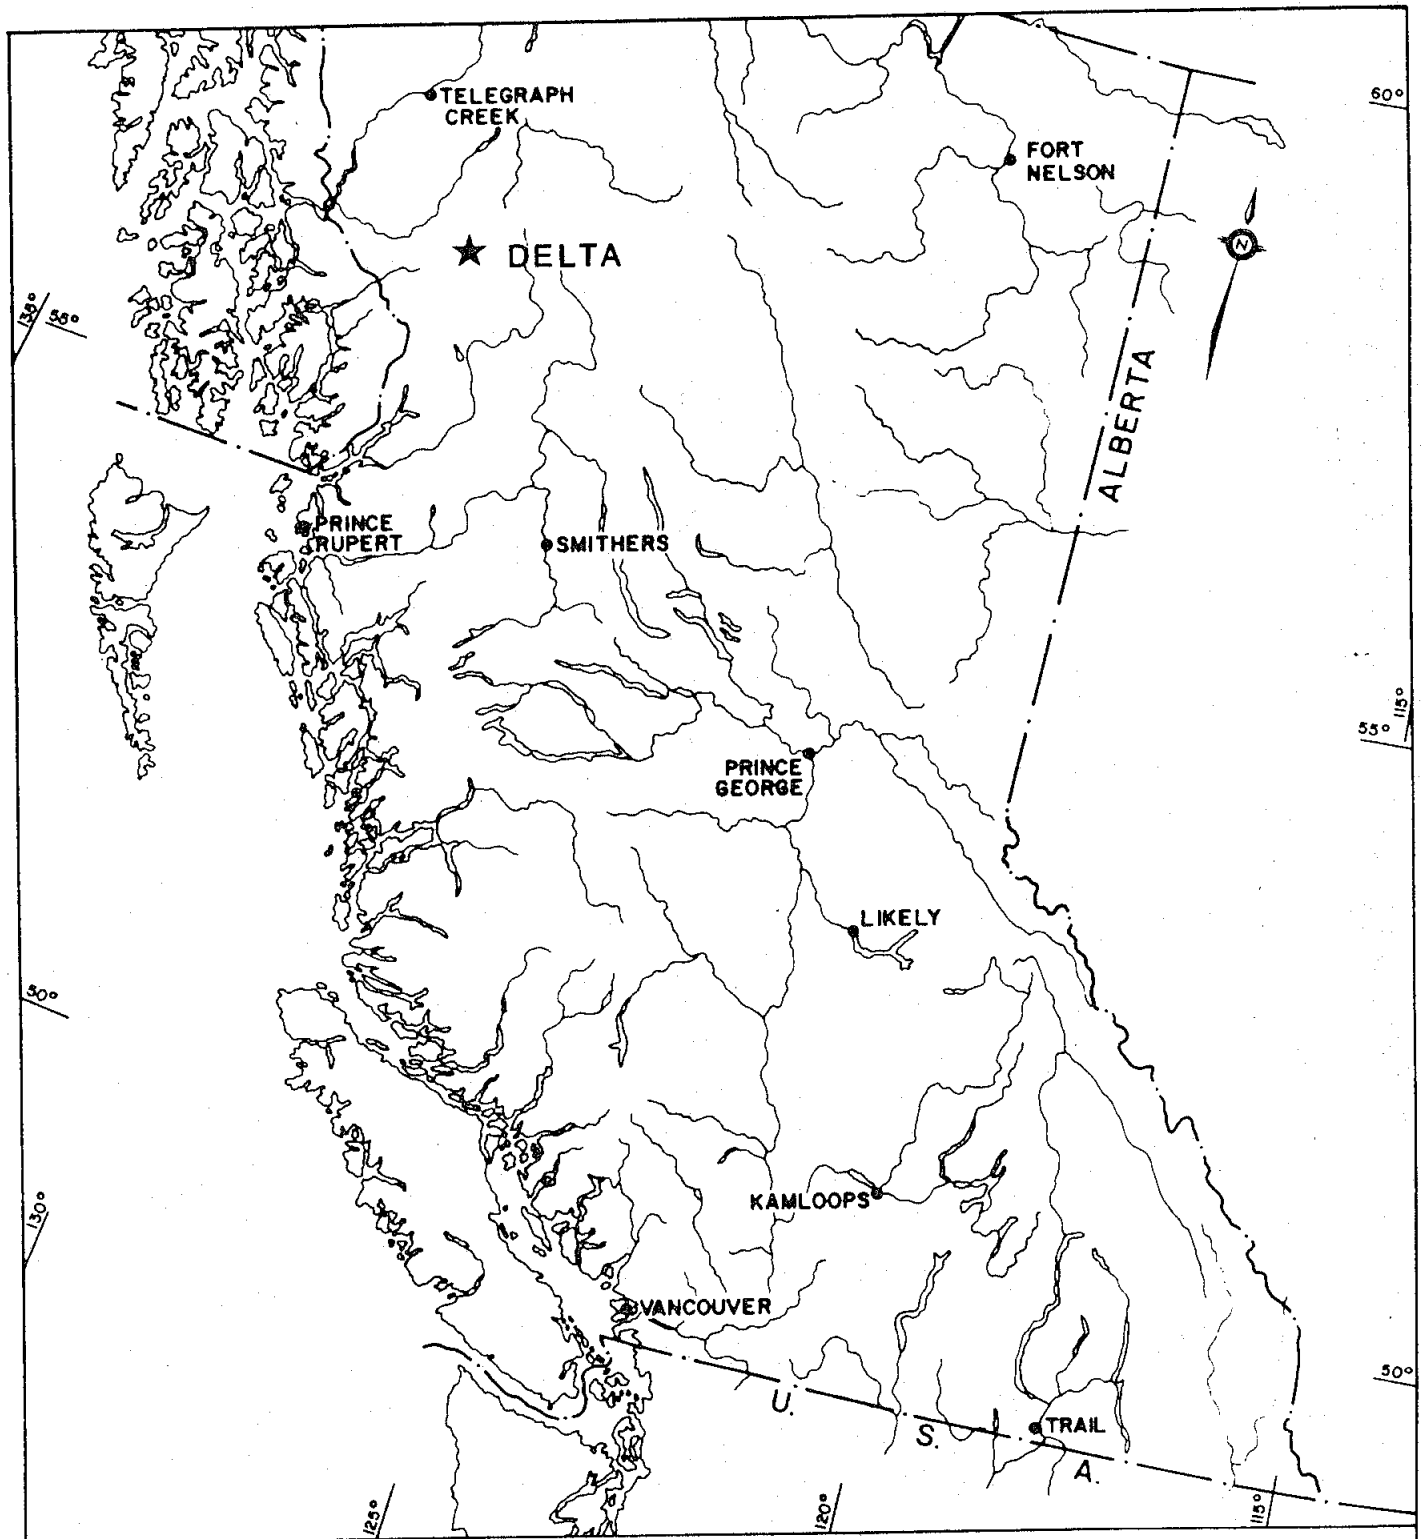 TELEGRAPH
CREEK
60°
FORT
NELSON
N
DELTA
55°
ALBERTA
PRINCE
RUPERT
SMITHERS
115°
55°
PRINCE
GEORGE
LIKELY
50°
130°
KAMLOOPS
VANCOUVER
50°
U. S. A.
TRAIL
125°
120°
115°